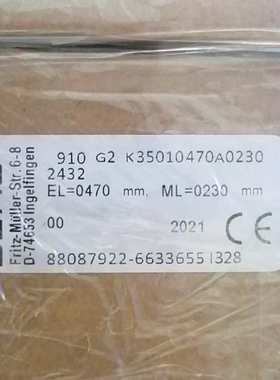 Fritz-Müller-Str. 6-8
D-74653 Ingelfingen
910 G2 K35010470A0230
2432
EL=0470 mm, ML=0230 mm
00 2021 CE
88087922-6633655 1328